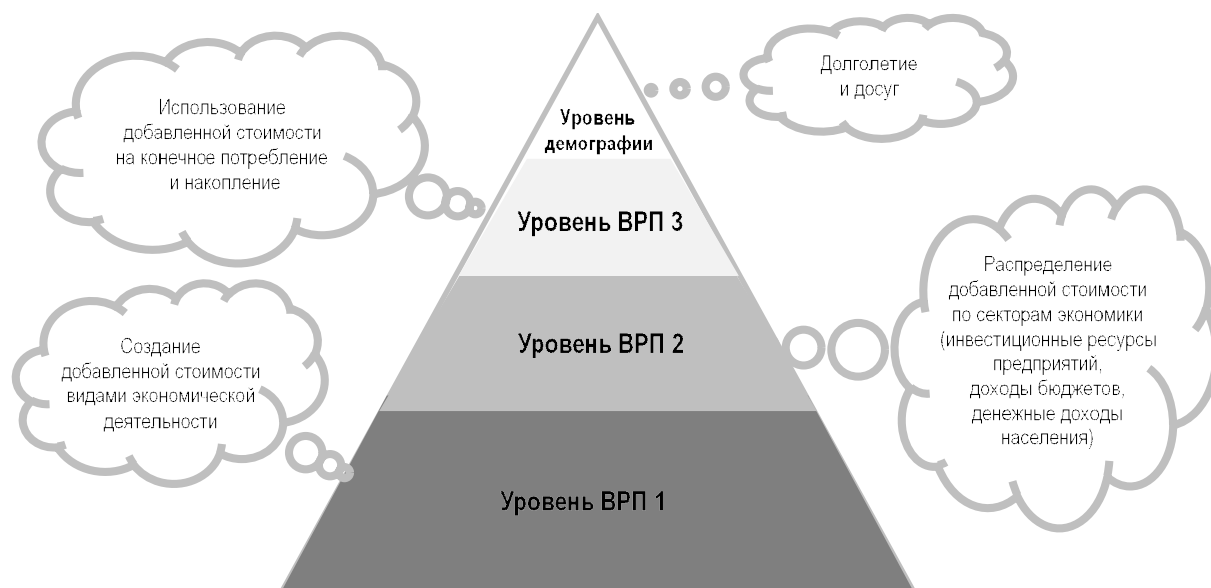 Долголетие
и досуг
Использование
добавленной стоимости
на конечное потребление
и накопление
Уровень
демографии
Уровень ВРП 3
Распределение
добавленной стоимости
по секторам экономики
(инвестиционные ресурсы
предприятий,
доходы бюджетов,
денежные доходы
населения)
Уровень ВРП 2
Создание
добавленной стоимости
видами экономической
деятельности
Уровень ВРП 1